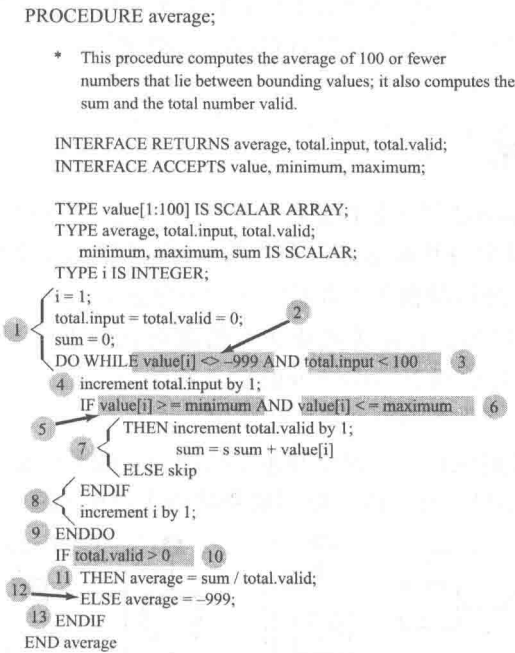 PROCEDURE average;
* This procedure computes the average of 100 or fewer
numbers that lie between bounding values; it also computes the
sum and the total number valid.
INTERFACE RETURNS average, total.input, total.valid;
INTERFACE ACCEPTS value, minimum, maximum;
TYPE value[1:100] IS SCALAR ARRAY;
TYPE average, total.input, total.valid;
minimum, maximum, sum IS SCALAR;
TYPE i IS INTEGER;
i = 1;
1 total.input = total.valid = 0; 2
sum = 0;
DO WHILE value[i] <> –999 AND total.input < 100 3
4 increment total.input by 1;
IF value[i] > = minimum AND value[i] < = maximum 6
5 THEN increment total.valid by 1;
7 sum = s sum + value[i]
ELSE skip
8 ENDIF
increment i by 1;
9 ENDDO
IF total.valid > 0 10
11 THEN average = sum / total.valid;
12 ELSE average = –999;
13 ENDIF
END average